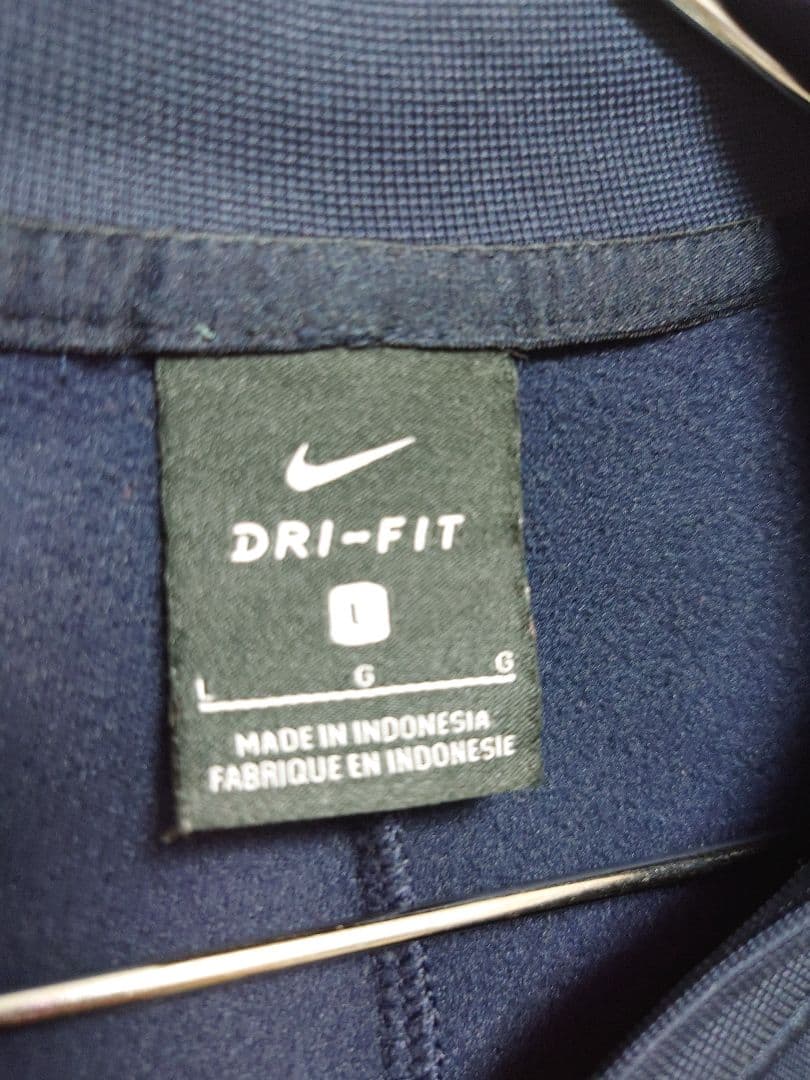 DRI-FIT
L
L G G
MADE IN INDONESIA
FABRIQUE EN INDONESIE